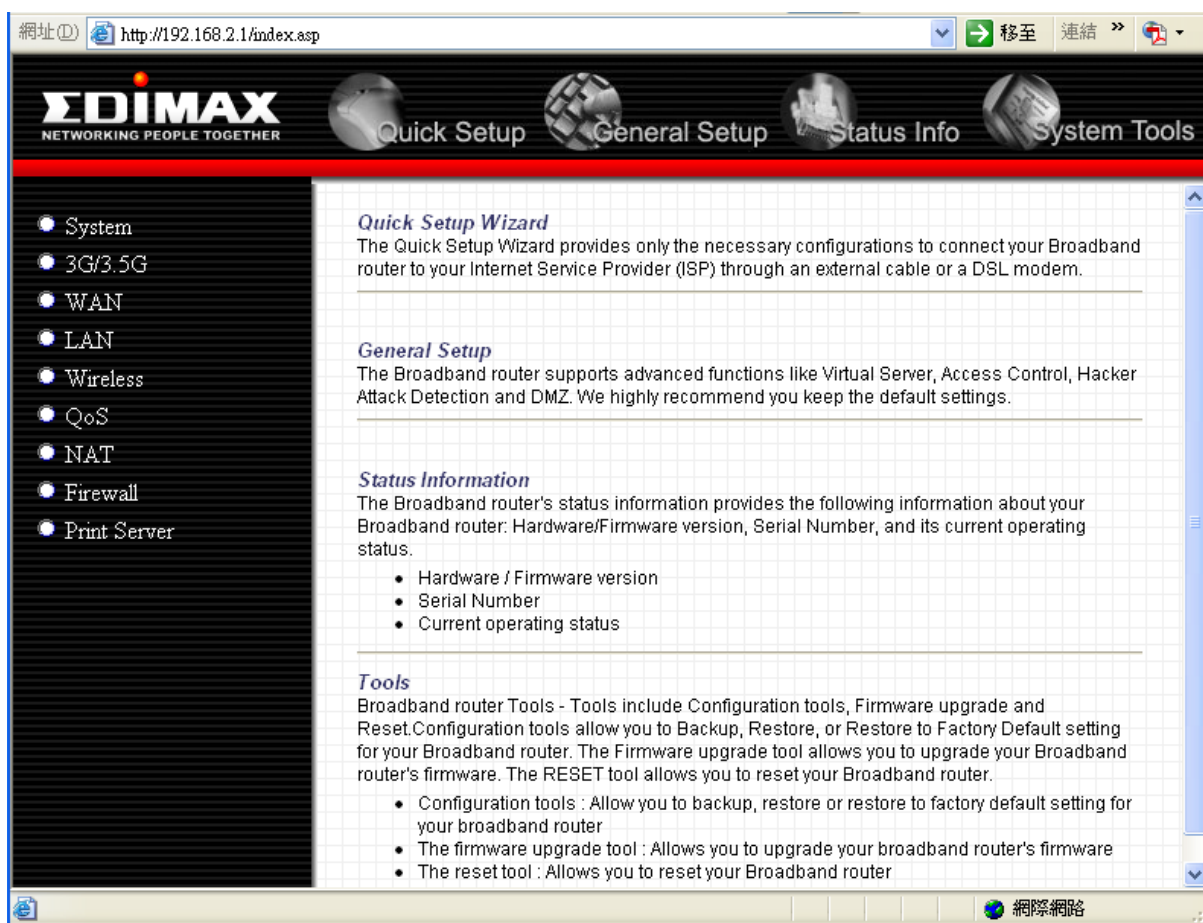 網址(D) http://192.168.2.1/index.asp 移至 連結 »
EDIMAX
NETWORKING PEOPLE TOGETHER
Quick Setup General Setup Status Info System Tools
System
3G/3.5G
WAN
LAN
Wireless
QoS
NAT
Firewall
Print Server
Quick Setup Wizard
The Quick Setup Wizard provides only the necessary configurations to connect your Broadband
router to your Internet Service Provider (ISP) through an external cable or a DSL modem.
General Setup
The Broadband router supports advanced functions like Virtual Server, Access Control, Hacker
Attack Detection and DMZ. We highly recommend you keep the default settings.
Status Information
The Broadband router's status information provides the following information about your
Broadband router: Hardware/Firmware version, Serial Number, and its current operating
status.
• Hardware / Firmware version
• Serial Number
• Current operating status
Tools
Broadband router Tools - Tools include Configuration tools, Firmware upgrade and
Reset.Configuration tools allow you to Backup, Restore, or Restore to Factory Default setting
for your Broadband router. The Firmware upgrade tool allows you to upgrade your Broadband
router's firmware. The RESET tool allows you to reset your Broadband router.
• Configuration tools : Allow you to backup, restore or restore to factory default setting for
your broadband router
• The firmware upgrade tool : Allows you to upgrade your broadband router's firmware
• The reset tool : Allows you to reset your Broadband router
網際網路